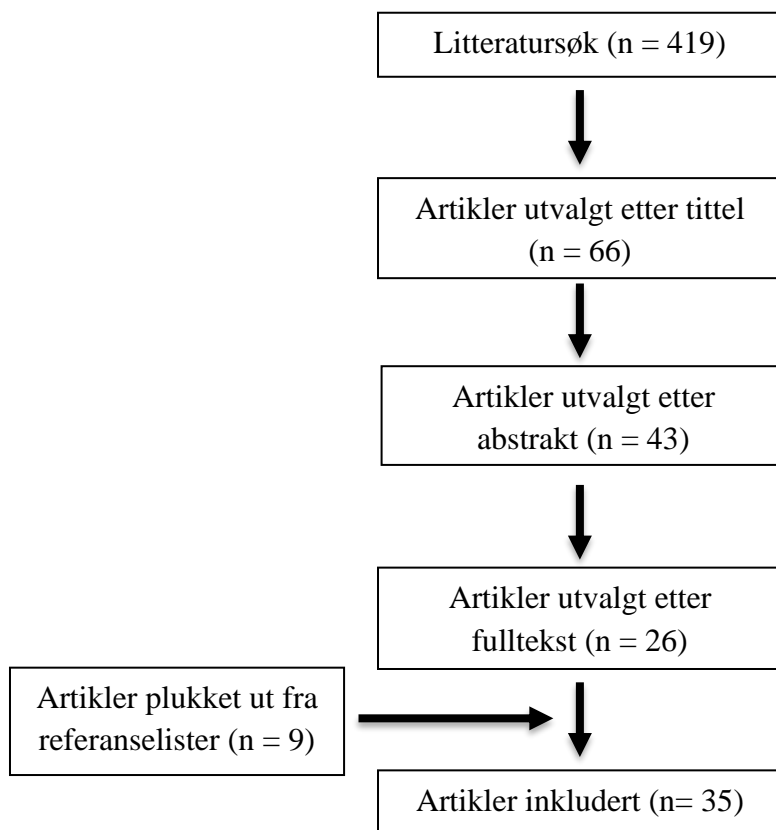 Litteratursøk (n = 419)
Artikler utvalgt etter tittel
(n = 66)
Artikler utvalgt etter
abstrakt (n = 43)
Artikler utvalgt etter
fulltekst (n = 26)
Artikler plukket ut fra
referanselister (n = 9)
Artikler inkludert (n= 35)